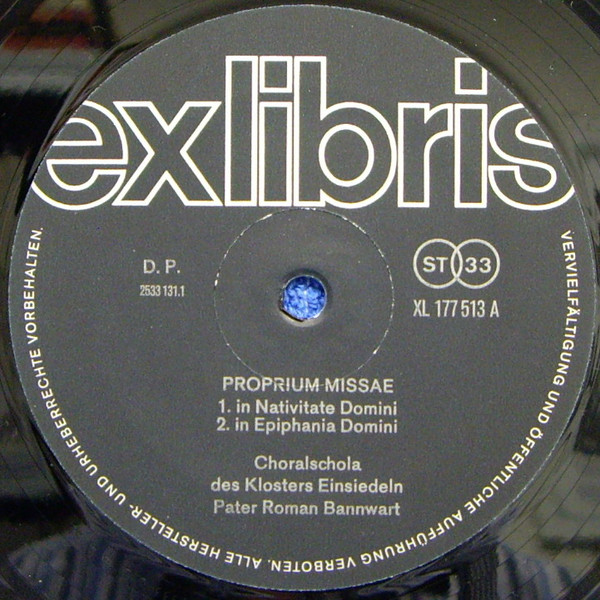 exlibris
D. P.
2533 131.1
ST 33
XL 177 513 A
PROPRIUM MISSAE
1. in Nativitate Domini
2. in Epiphania Domini
Choralschola
des Klosters Einsiedeln
Pater Roman Bannwart
VERVIELFÄLTIGUNG UND ÖFFENTLICHE AUFFÜHRUNG VERBOTEN. ALLE HERSTELLER- UND URHEBERRECHTE VORBEHALTEN.